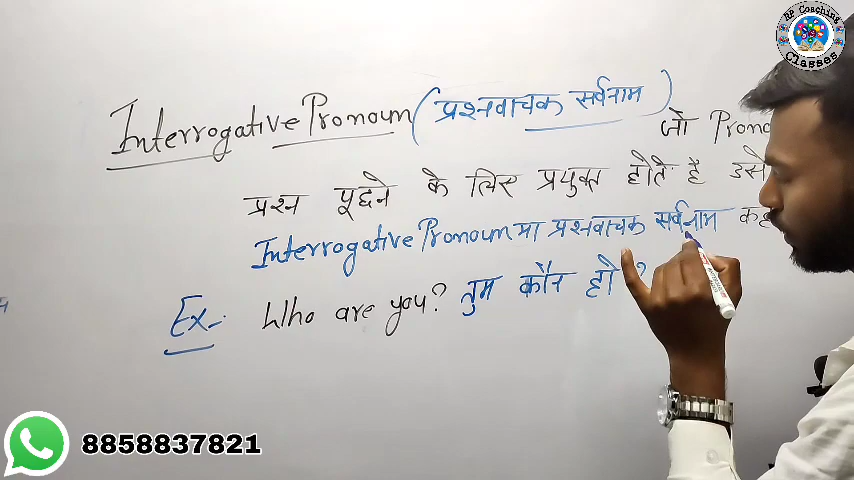 Interrogative Pronoun (प्रश्नवाचक सर्वनाम) जो
प्रश्न पूछने के लिए प्रयुक्त होते हैं उसे
Interrogative Pronoun या प्रश्नवाचक सर्वनाम
Ex-: Who are you? तुम कौन हो ?
RP Coaching
Classes
8858837821